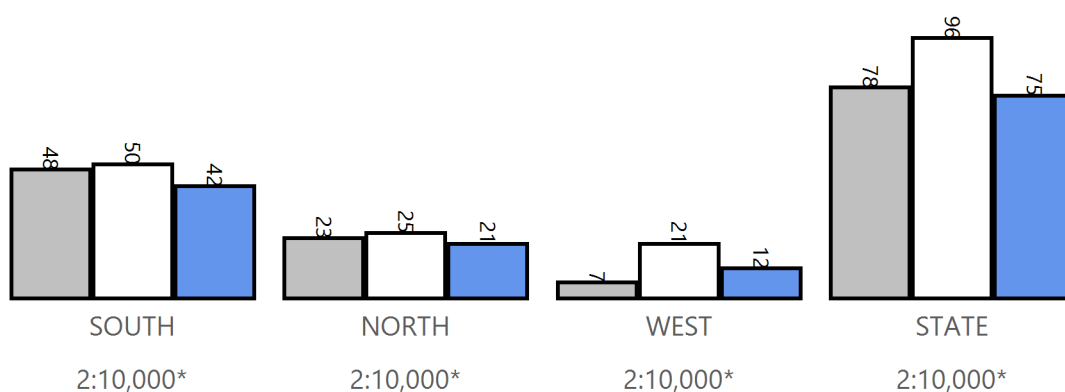 48 50 42 23 25 21 7 21 12 78 96 75
SOUTH NORTH WEST STATE
2:10,000* 2:10,000* 2:10,000* 2:10,000*